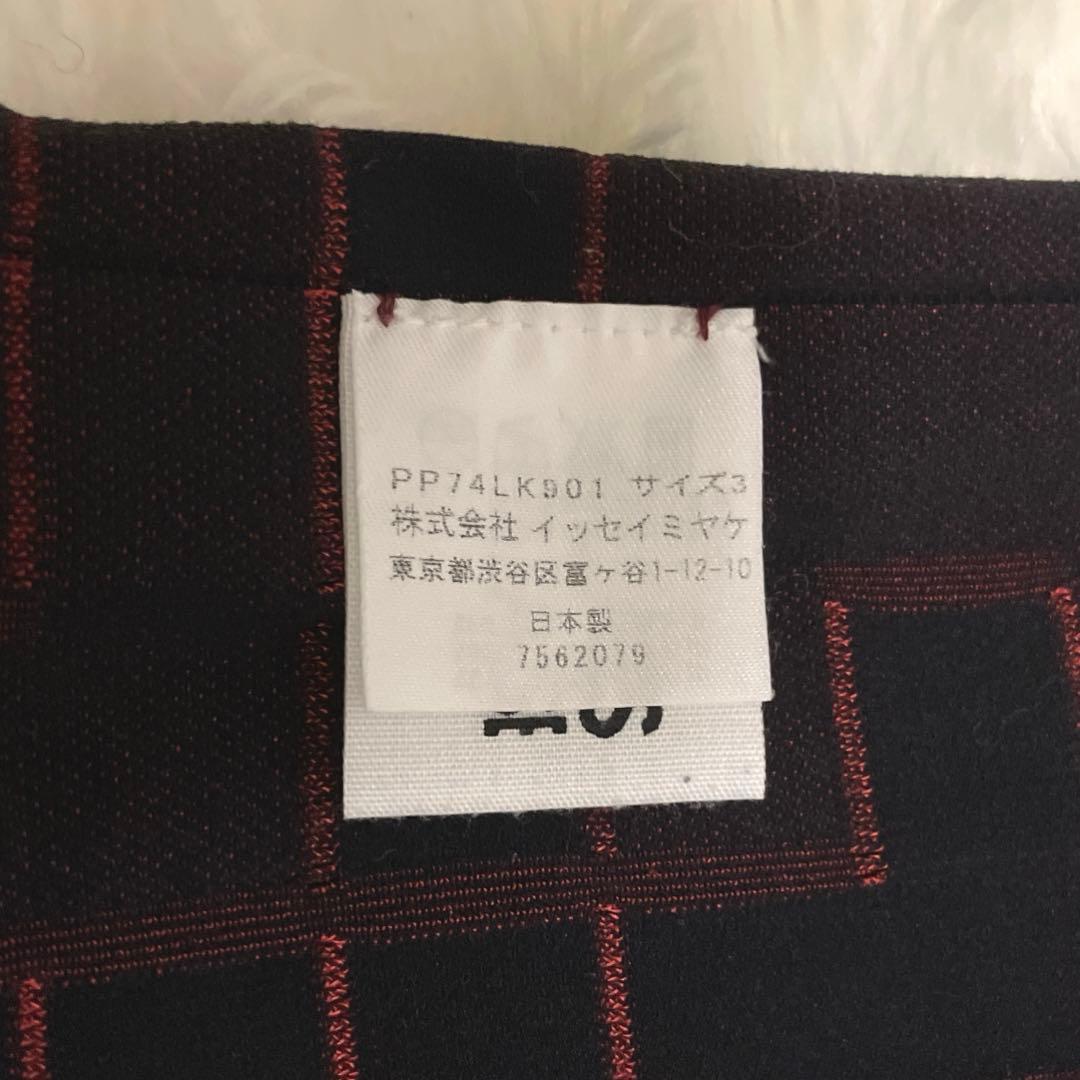 PP74LK901 サイズ3
株式会社 イッセイミヤケ
東京都渋谷区富ヶ谷1-12-10
日本製
7562079